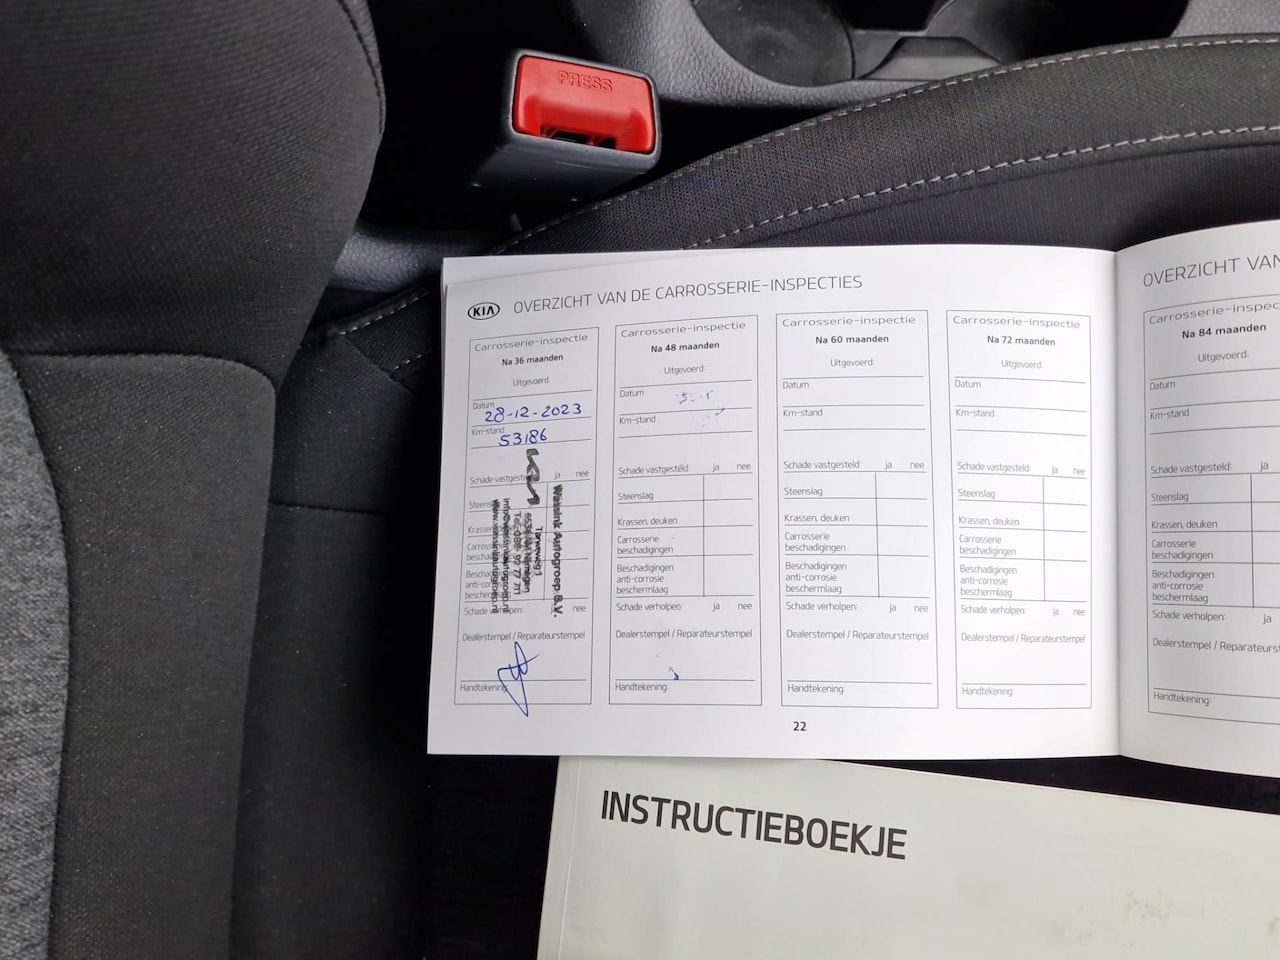 PRESS
KIA OVERZICHT VAN DE CARROSSERIE-INSPECTIES
Carrosserie-inspectie
Na 36 maanden
Uitgevoerd:
Datum
28-12-2023
Km-stand
53186
Schade vastgesteld: ja nee
Steenslag
Krassen,
Carrosserie
beschadigingen
Beschadigingen
anti-corrosie
beschermlaag
Schade verholpen: nee
Dealerstempel / Reparateurstempel
Handtekening:
KIA
Wassink Autogroep B.V.
Nijmegen
Carrosserie-inspectie
Na 48 maanden
Uitgevoerd:
Datum
Km-stand
Schade vastgesteld: ja nee
Steenslag
Krassen, deuken
Carrosserie
beschadigingen
Beschadigingen
anti-corrosie
beschermlaag
Schade verholpen: ja nee
Dealerstempel / Reparateurstempel
Handtekening:
Carrosserie-inspectie
Na 60 maanden
Uitgevoerd:
Datum
Km-stand
Schade vastgesteld: ja nee
Steenslag
Krassen, deuken
Carrosserie
beschadigingen
Beschadigingen
anti-corrosie
beschermlaag
Schade verholpen: ja nee
Dealerstempel / Reparateurstempel
Handtekening:
Carrosserie-inspectie
Na 72 maanden
Uitgevoerd:
Datum
Km-stand
Schade vastgesteld: ja nee
Steenslag
Krassen, deuken
Carrosserie
beschadigingen
Beschadigingen
anti-corrosie
beschermlaag
Schade verholpen: ja nee
Dealerstempel / Reparateurstempel
Handtekening:
22
OVERZICHT VAN
Carrosserie-inspec
Na 84 maanden
Uitgevoerd:
Datum
Km-stand
Schade vastgesteld: ja
Steenslag
Krassen, deuken
Carrosserie
beschadigingen
Beschadigingen
anti-corrosie
beschermlaag
Schade verholpen: ja
Dealerstempel / Reparateurst
Handtekening:
INSTRUCTIEBOEKJE